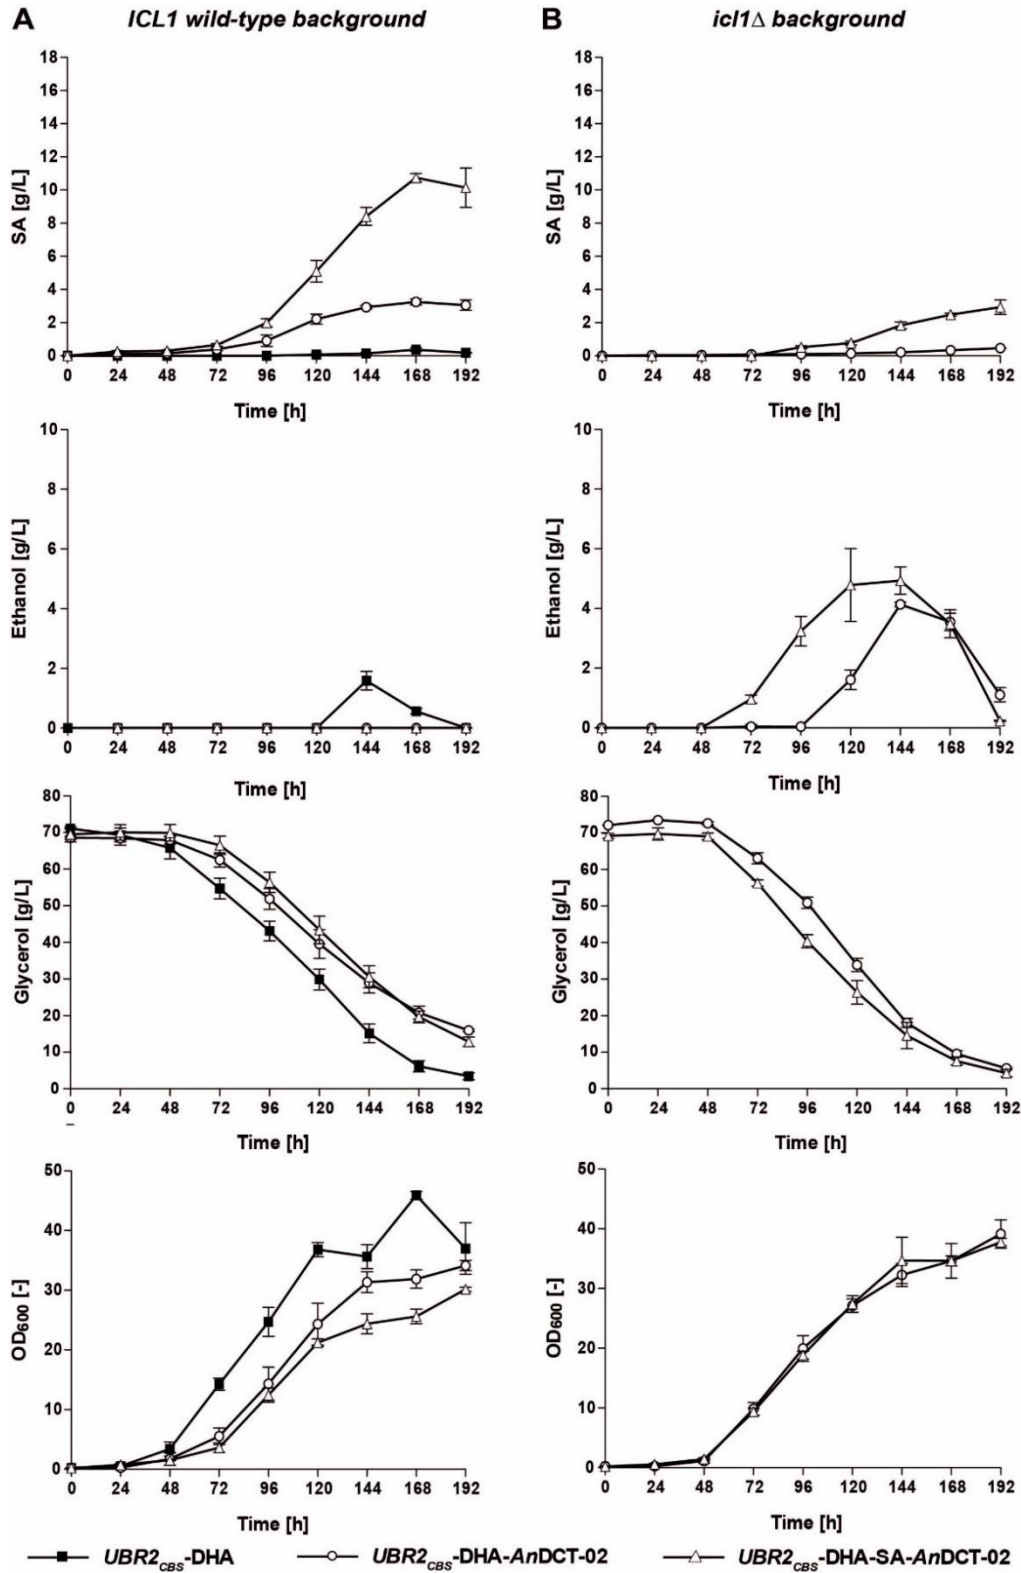 A ICL1 wild-type background B icl1Δ background
SA [g/L]
18
16
14
12
10
8
6
4
2
0
0 24 48 72 96 120 144 168 192
Time [h]
SA [g/L]
18
16
14
12
10
8
6
4
2
0
0 24 48 72 96 120 144 168 192
Time [h]
Ethanol [g/L]
10
8
6
4
2
0
0 24 48 72 96 120 144 168 192
Time [h]
Ethanol [g/L]
10
8
6
4
2
0
0 24 48 72 96 120 144 168 192
Time [h]
Glycerol [g/L]
80
70
60
50
40
30
20
10
0
0 24 48 72 96 120 144 168 192
Time [h]
Glycerol [g/L]
80
70
60
50
40
30
20
10
0
0 24 48 72 96 120 144 168 192
Time [h]
OD600 [-]
50
40
30
20
10
0
0 24 48 72 96 120 144 168 192
Time [h]
OD600 [-]
50
40
30
20
10
0
0 24 48 72 96 120 144 168 192
Time [h]
UBR2CBS-DHA UBR2CBS-DHA-AnDCT-02 UBR2CBS-DHA-SA-AnDCT-02